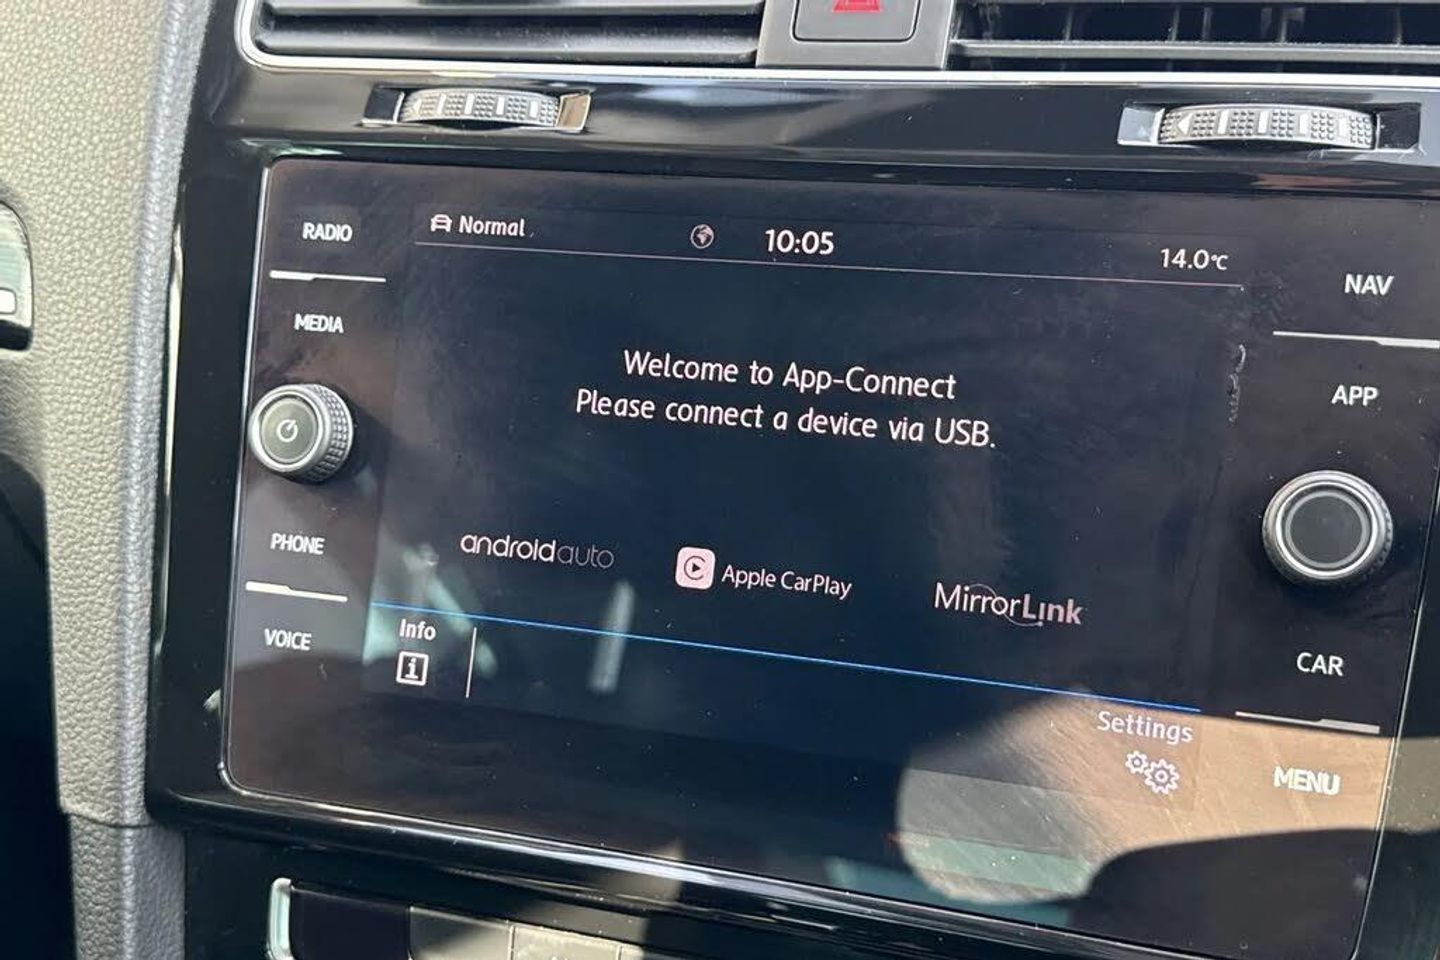 Normal
10:05
14.0°C
RADIO
MEDIA
PHONE
VOICE
Welcome to App-Connect
Please connect a device via USB.
androidauto
Apple CarPlay
MirrorLink
Info
Settings
NAV
APP
CAR
MENU